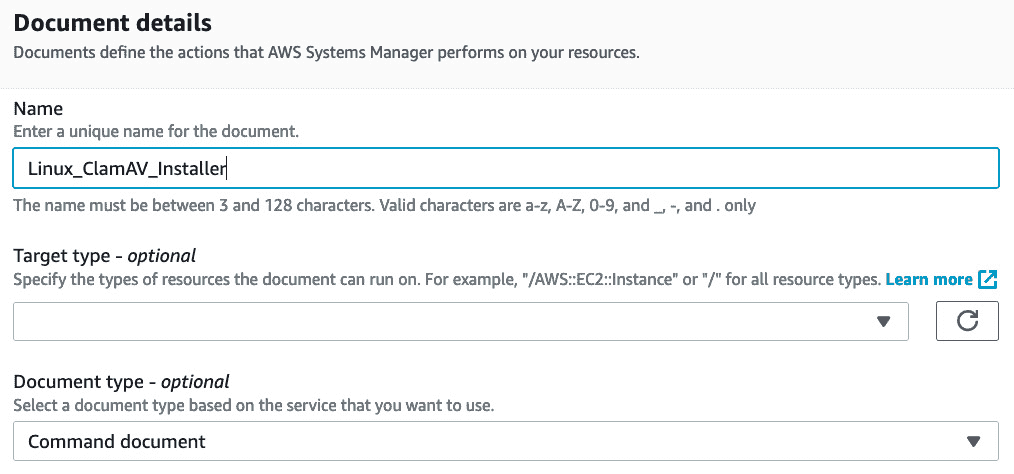 Document details
Documents define the actions that AWS Systems Manager performs on your resources.
Name
Enter a unique name for the document.
Linux_ClamAV_Installer
The name must be between 3 and 128 characters. Valid characters are a-z, A-Z, 0-9, and _, -, and . only
Target type - optional
Specify the types of resources the document can run on. For example, "/AWS::EC2::Instance" or "/" for all resource types. Learn more
Document type - optional
Select a document type based on the service that you want to use.
Command document